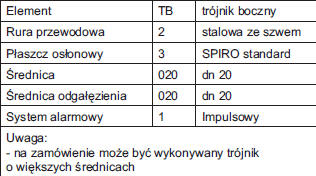 Element TB trójnik boczny
Rura przewodowa 2 stalowa ze szwem
Płaszcz osłonowy 3 SPIRO standard
Średnica 020 dn 20
Średnica odgałęzienia 020 dn 20
System alarmowy 1 Impulsowy
Uwaga:
- na zamówienie może być wykonywany trójnik
o większych średnicach